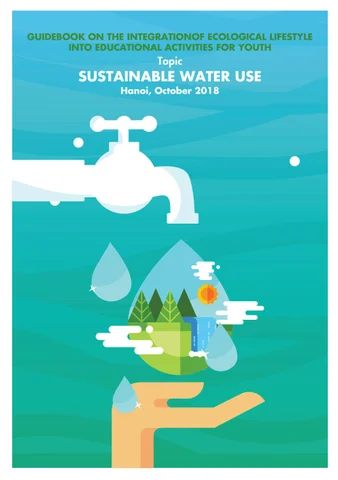 GUIDEBOOK ON THE INTEGRATIONOF ECOLOGICAL LIFESTYLE
INTO EDUCATIONAL ACTIVITIES FOR YOUTH
Topic
SUSTAINABLE WATER USE
Hanoi, October 2018